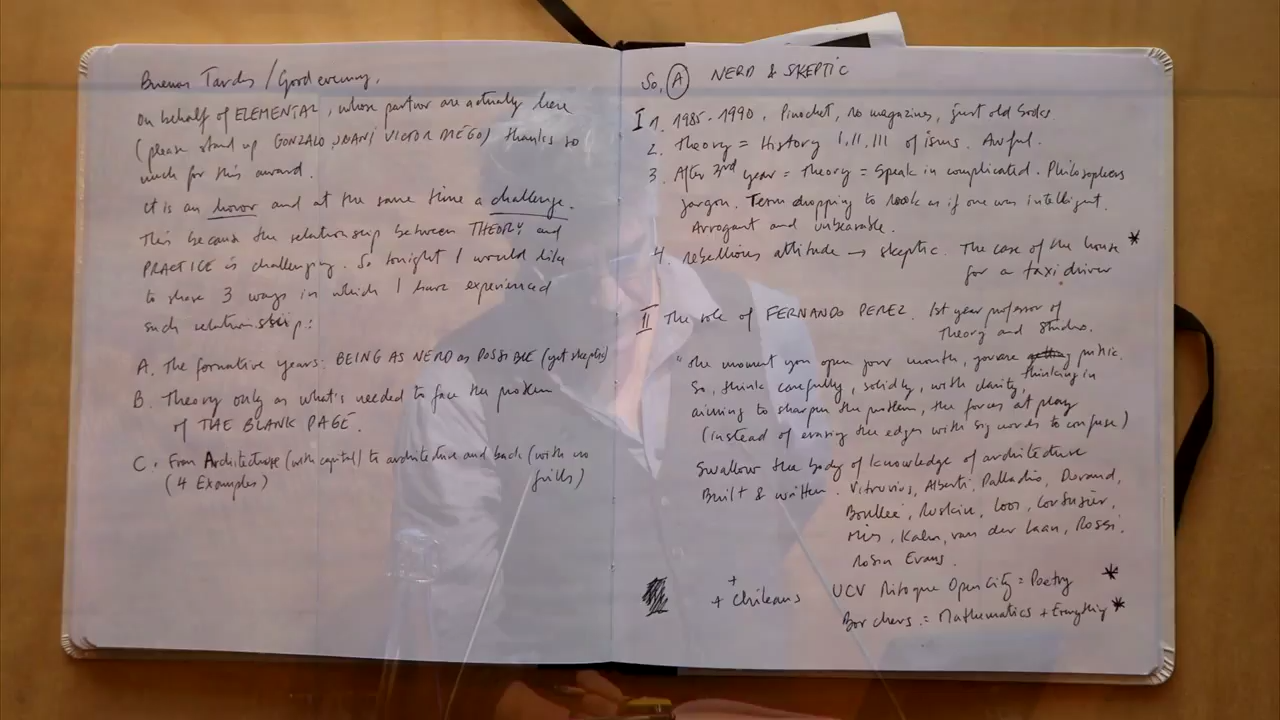 Buenas Tardes / Good evening,
on behalf of ELEMENTAL, whose partner are actually here
(please stand up GONZALO, JUAN, VICTOR, DIEGO) thanks so
much for this award.
It is an honor and at the same time a challenge.
This because the relationship between THEORY and
PRACTICE is challenging. So tonight I would like
to share 3 ways in which I have experienced
such relationship:
A. The formative years: BEING AS NERD as POSSIBLE (yet skeptic)
B. Theory only as what's needed to face the problem
of THE BLANK PAGE.
C. From Architecture (with capital) to architecture and back (with no
(4 Examples) frills)
So, A NERD & SKEPTIC
I 1. 1985-1990, Pinochet, no magazines, just old books.
2. Theory = History I, II, III of isms. Awful.
3. After 3rd year = Theory = Speak in complicated. Philosophers
jargon. Term dropping to look as if one was intelligent.
Arrogant and unbearable.
4. rebellious attitude → skeptic. The case of the house *
for a taxi driver
II The role of FERNANDO PEREZ. 1st year professor of
Theory and Studio.
"the moment you open your mouth, you are getting public.
thinking in
So, think carefully, solidly, with clarity,
aiming to sharpen the problem, the forces at play
(instead of erasing the edges with big words to confuse)
Swallow the body of knowledge of architecture
Built & written. Vitruvius, Alberti, Palladio, Durand,
Boullée, Ruskin, Loos, Corbusier,
Mies, Kahn, van der Laan, Rossi.
Robin Evans.
+ Chileans UCV Ritoque Open City = Poetry *
Borchers = Mathematics + Everything *